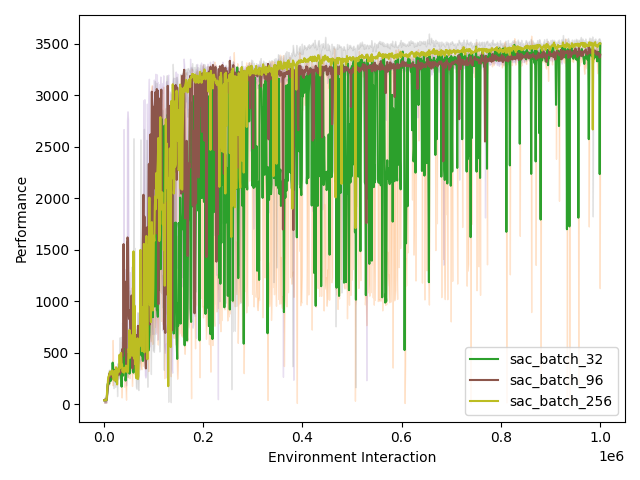 3500
3000
2500
2000
1500
1000
500
0
Performance
0.0 0.2 0.4 0.6 0.8 1.0
1e6
Environment Interaction
sac_batch_32
sac_batch_96
sac_batch_256